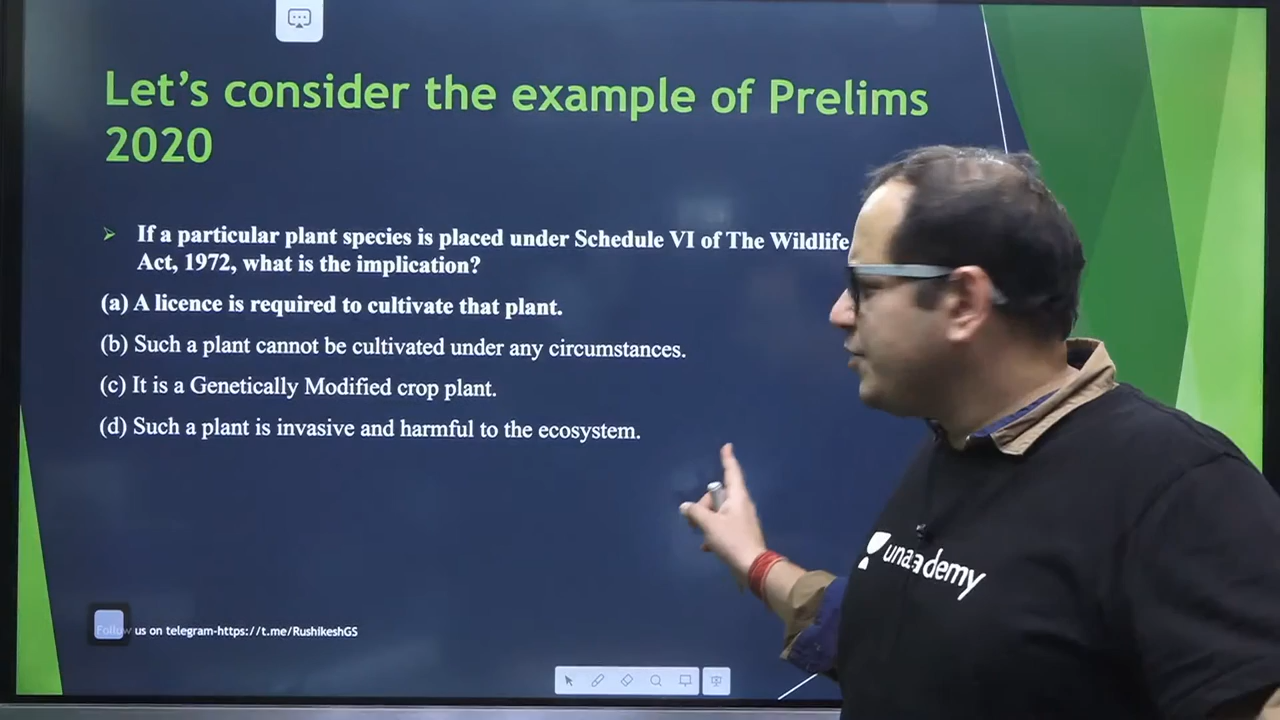 Let's consider the example of Prelims
2020
If a particular plant species is placed under Schedule VI of The Wildlife
Act, 1972, what is the implication?
(a) A licence is required to cultivate that plant.
(b) Such a plant cannot be cultivated under any circumstances.
(c) It is a Genetically Modified crop plant.
(d) Such a plant is invasive and harmful to the ecosystem.
unacademy
Follow us on telegram-https://t.me/RushikeshGS